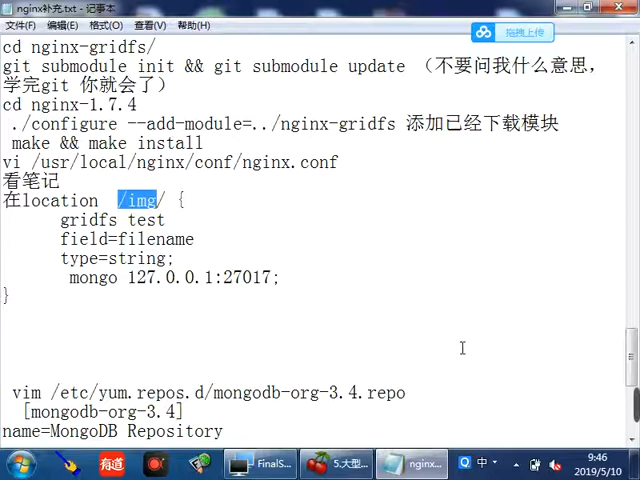 nginx补充.txt - 记事本
文件(F) 编辑(E) 格式(O) 查看(V) 帮助(H)
拖拽上传
cd nginx-gridfs/
git submodule init && git submodule update （不要问我什么意思，
学完git 你就会了）
cd nginx-1.7.4
./configure --add-module=../nginx-gridfs 添加已经下载模块
make && make install
vi /usr/local/nginx/conf/nginx.conf
看笔记
在location /img/ {
gridfs test
field=filename
type=string;
mongo 127.0.0.1:27017;
}
vim /etc/yum.repos.d/mongodb-org-3.4.repo
[mongodb-org-3.4]
name=MongoDB Repository
有道
FinalS...
5.大型...
nginx...
中
9:46
2019/5/10